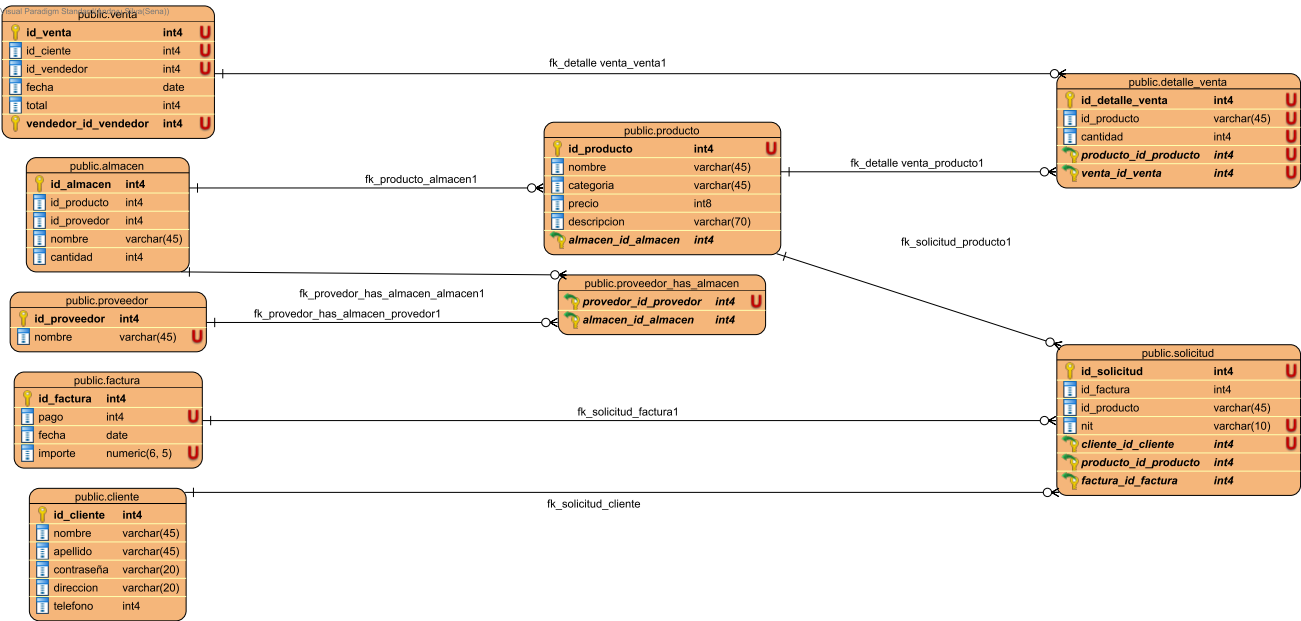 Visual Paradigm Standard
public.venta
id_venta int4 U
id_ciente int4 U
id_vendedor int4 U
fecha date
total int4
vendedor_id_vendedor int4 U
fk_detalle venta_venta1
public.detalle_venta
id_detalle_venta int4 U
id_producto varchar(45) U
cantidad int4 U
producto_id_producto int4 U
venta_id_venta int4 U
public.almacen
id_almacen int4
id_producto int4
id_provedor int4
nombre varchar(45)
cantidad int4
fk_producto_almacen1
public.producto
id_producto int4 U
nombre varchar(45)
categoria varchar(45)
precio int8
descripcion varchar(70)
almacen_id_almacen int4
fk_detalle venta_producto1
fk_solicitud_producto1
fk_provedor_has_almacen_almacen1
fk_provedor_has_almacen_provedor1
public.proveedor_has_almacen
provedor_id_provedor int4 U
almacen_id_almacen int4
public.proveedor
id_proveedor int4
nombre varchar(45) U
public.factura
id_factura int4
pago int4 U
fecha date
importe numeric(6, 5) U
fk_solicitud_factura1
public.solicitud
id_solicitud int4 U
id_factura int4
id_producto varchar(45)
nit varchar(10) U
cliente_id_cliente int4 U
producto_id_producto int4
factura_id_factura int4
public.cliente
id_cliente int4
nombre varchar(45)
apellido varchar(45)
contraseña varchar(20)
direccion varchar(20)
telefono int4
fk_solicitud_cliente